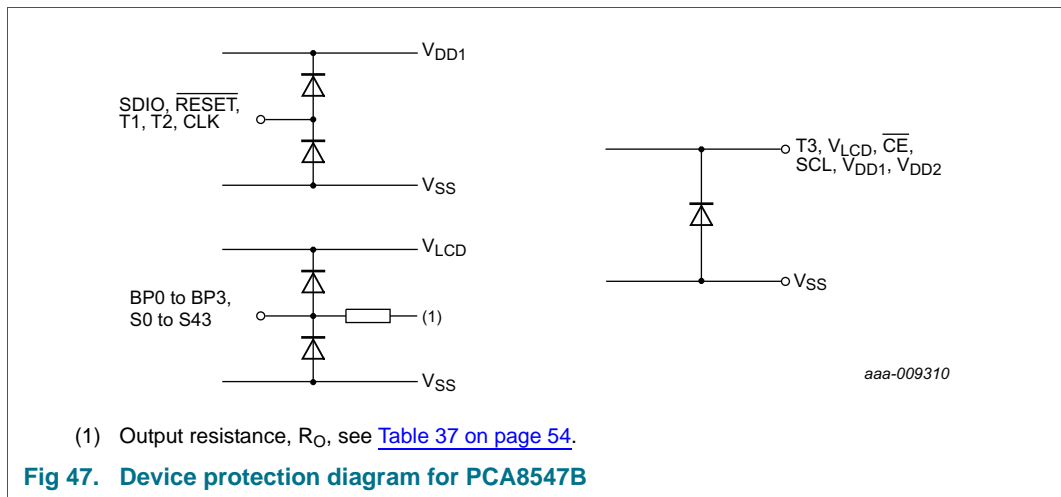 VDD1
SDIO, RESET,
T1, T2, CLK
VSS
T3, VLCD, CE,
SCL, VDD1, VDD2
VSS
VLCD
BP0 to BP3,
S0 to S43
(1)
VSS
aaa-009310
(1) Output resistance, RO, see Table 37 on page 54.
Fig 47. Device protection diagram for PCA8547B